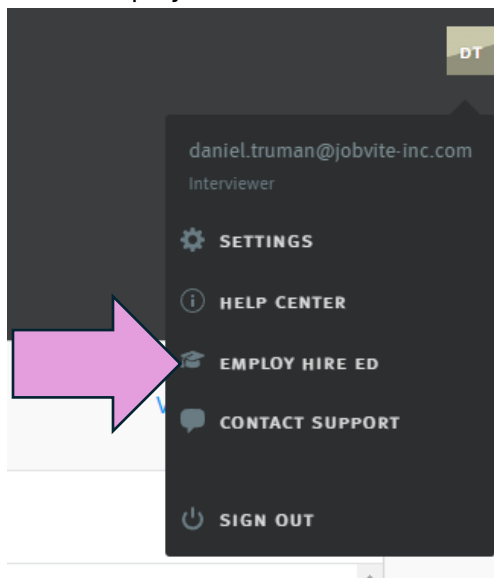 DT
daniel.truman@jobvite-inc.com
Interviewer
SETTINGS
HELP CENTER
EMPLOY HIRE ED
CONTACT SUPPORT
SIGN OUT